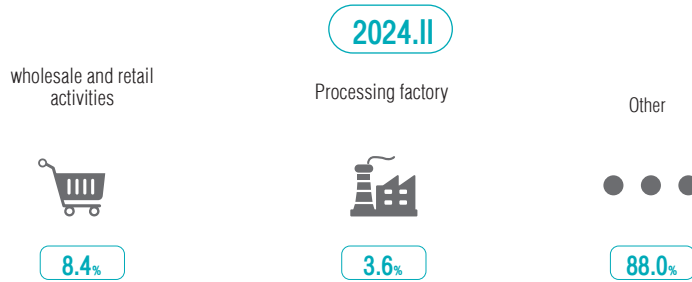 2024.II
wholesale and retail
activities
Processing factory
Other
8.4%
3.6%
88.0%